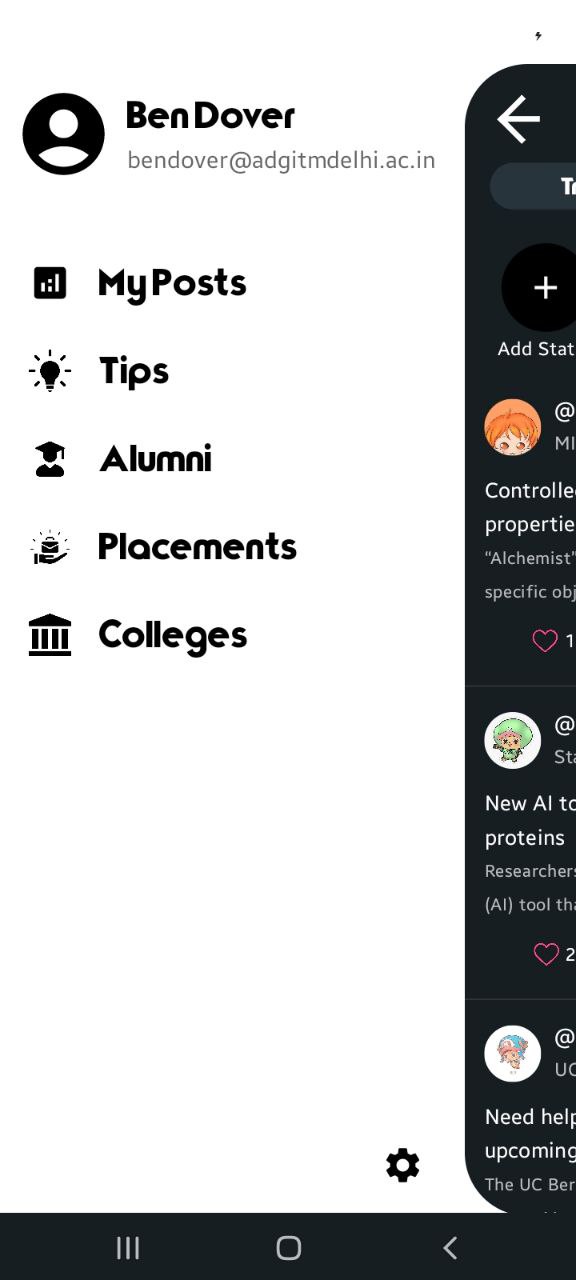 Ben Dover
bendover@adgitmdelhi.ac.in
My Posts
Tips
Alumni
Placements
Colleges
Add Stat
@
MI
Controlle
propertie
“Alchemist”
specific obj
1
@
Sta
New AI to
proteins
Researchers
(AI) tool tha
2
@
UC
Need help
upcoming
The UC Ber